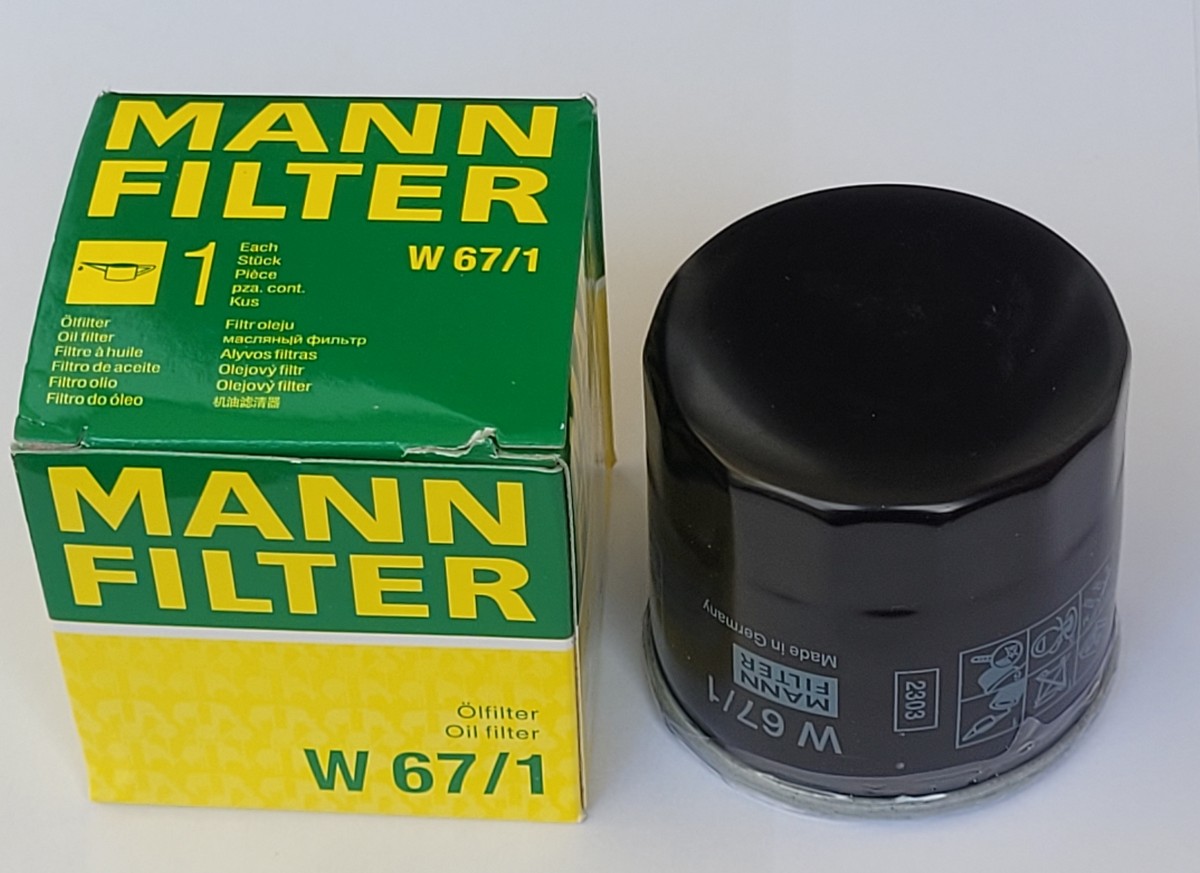 MANN
FILTER
W 67/1
1
Each
Stück
Pièce
pza. cont.
Kus
Ölfilter
Oil filter
Filtre à huile
Filtro de aceite
Filtro olio
Filtro do óleo
Filtr oleju
масляный фильтр
Alyvos filtras
Olejový filtr
Olejový filter
机油滤清器
MANN
FILTER
Ölfilter
Oil filter
W 67/1
W 67/1
MANN
FILTER
Made in Germany
2303